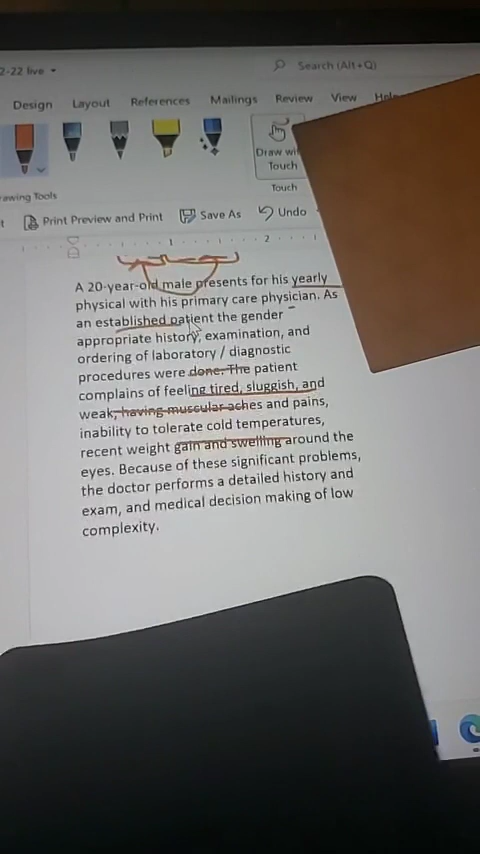 2-22 live
Search (Alt+Q)
Design Layout References Mailings Review View Help
Draw
Touch
Drawing Tools
Touch
Print Preview and Print Save As Undo
1 2
A 20-year-old male presents for his yearly
physical with his primary care physician. As
an established patient the gender
appropriate history, examination, and
ordering of laboratory / diagnostic
procedures were done. The patient
complains of feeling tired, sluggish, and
weak, having muscular aches and pains,
inability to tolerate cold temperatures,
recent weight gain and swelling around the
eyes. Because of these significant problems,
the doctor performs a detailed history and
exam, and medical decision making of low
complexity.